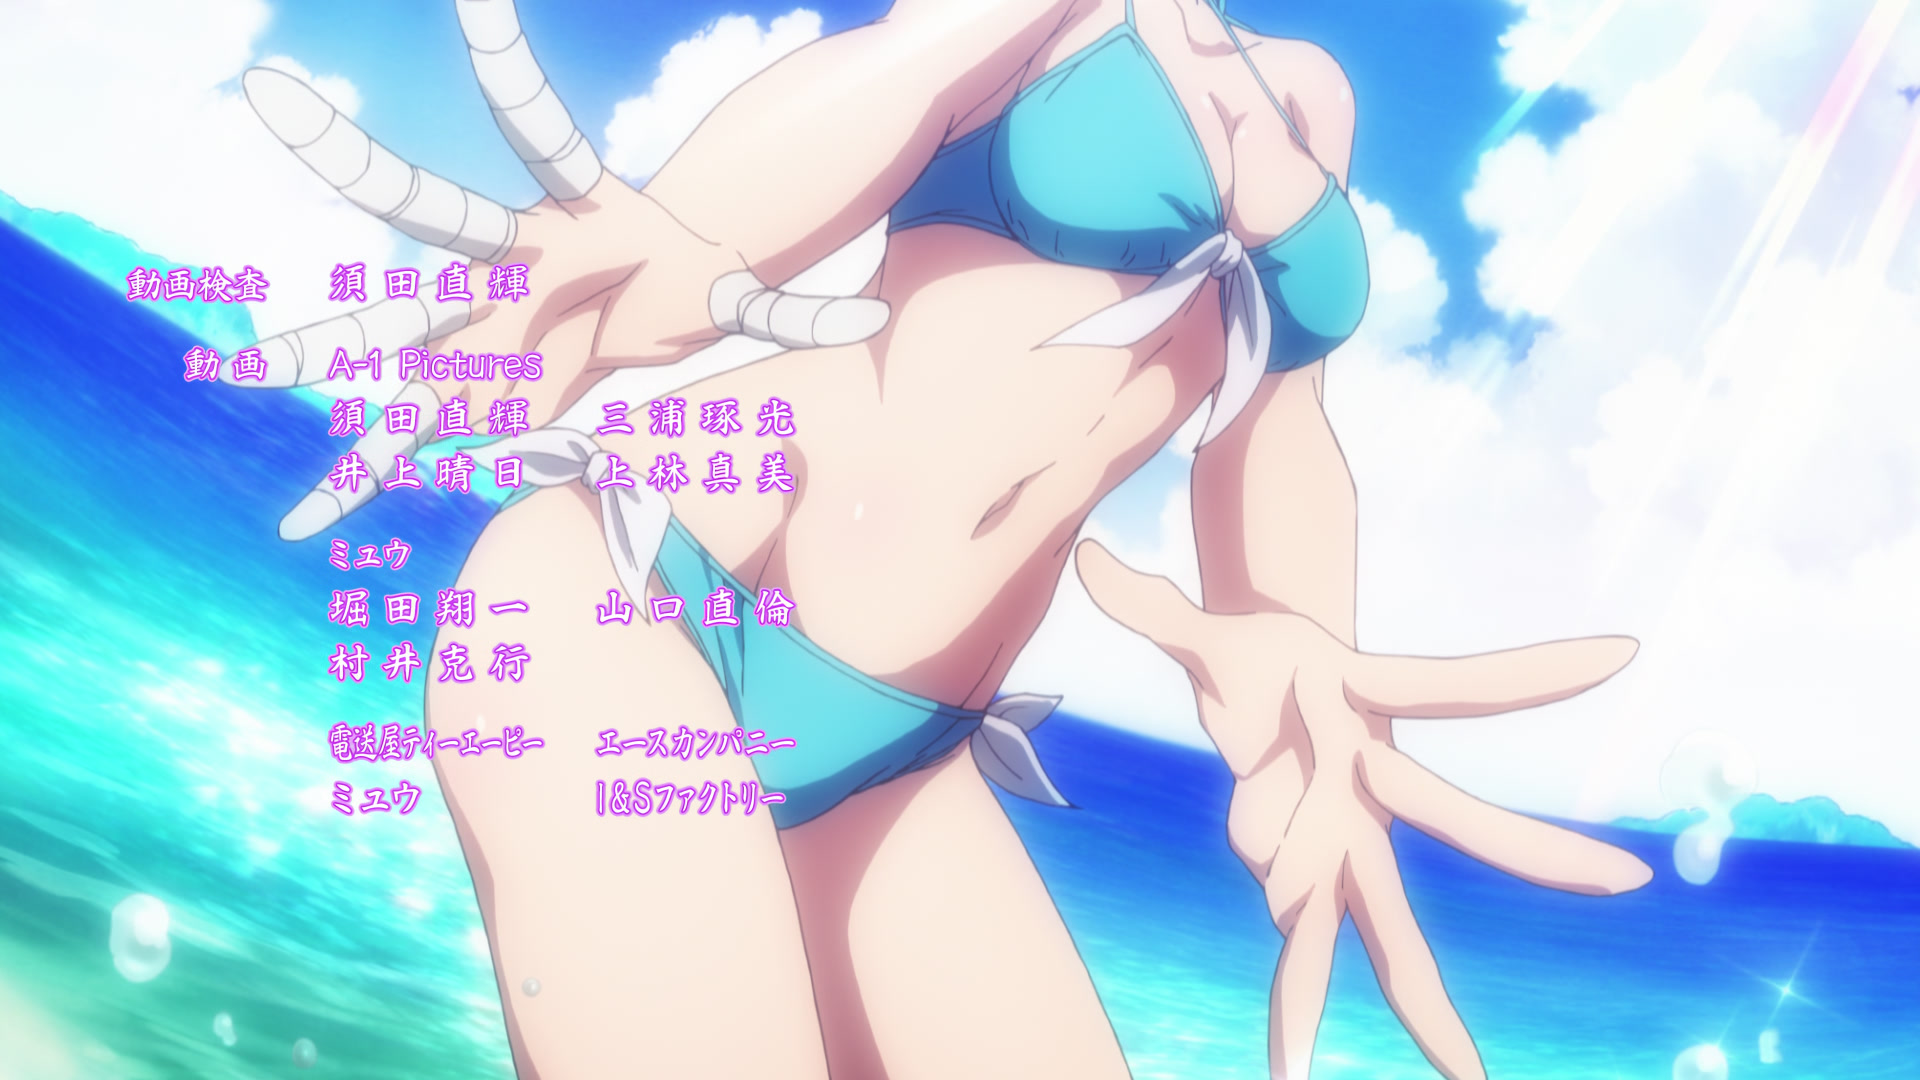 動画検査 須田直輝
動画 A-1 Pictures
須田直輝 三浦琢光
井上晴日 上林真美
ミュウ
堀田翔一 山口直倫
村井克行
電送屋ティーエーピー エースカンパニー
ミュウ I&Sファクトリー